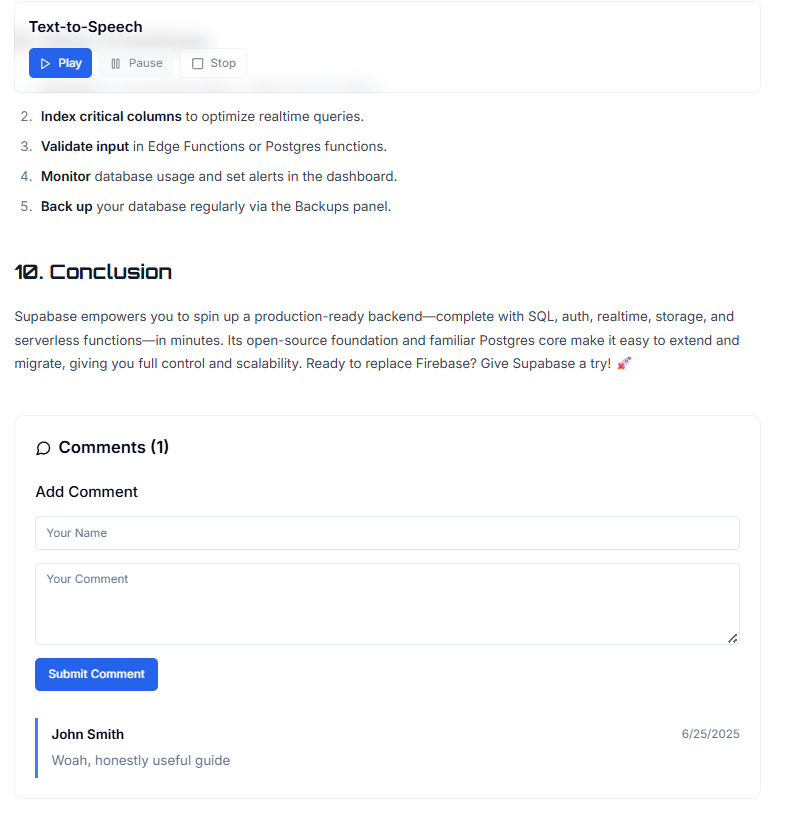 Text-to-Speech
Play Pause Stop
2. Index critical columns to optimize realtime queries.
3. Validate input in Edge Functions or Postgres functions.
4. Monitor database usage and set alerts in the dashboard.
5. Back up your database regularly via the Backups panel.
10. Conclusion
Supabase empowers you to spin up a production-ready backend—complete with SQL, auth, realtime, storage, and
serverless functions—in minutes. Its open-source foundation and familiar Postgres core make it easy to extend and
migrate, giving you full control and scalability. Ready to replace Firebase? Give Supabase a try! 🚀
Comments (1)
Add Comment
Your Name
Your Comment
Submit Comment
John Smith 6/25/2025
Woah, honestly useful guide